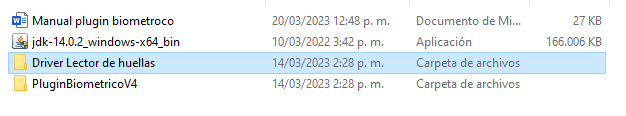 Manual plugin biometroco 20/03/2023 12:48 p. m. Documento de Mi... 27 KB
jdk-14.0.2_windows-x64_bin 10/03/2022 3:42 p. m. Aplicación 166.006 KB
Driver Lector de huellas 14/03/2023 2:28 p. m. Carpeta de archivos
PluginBiometricoV4 14/03/2023 2:28 p. m. Carpeta de archivos